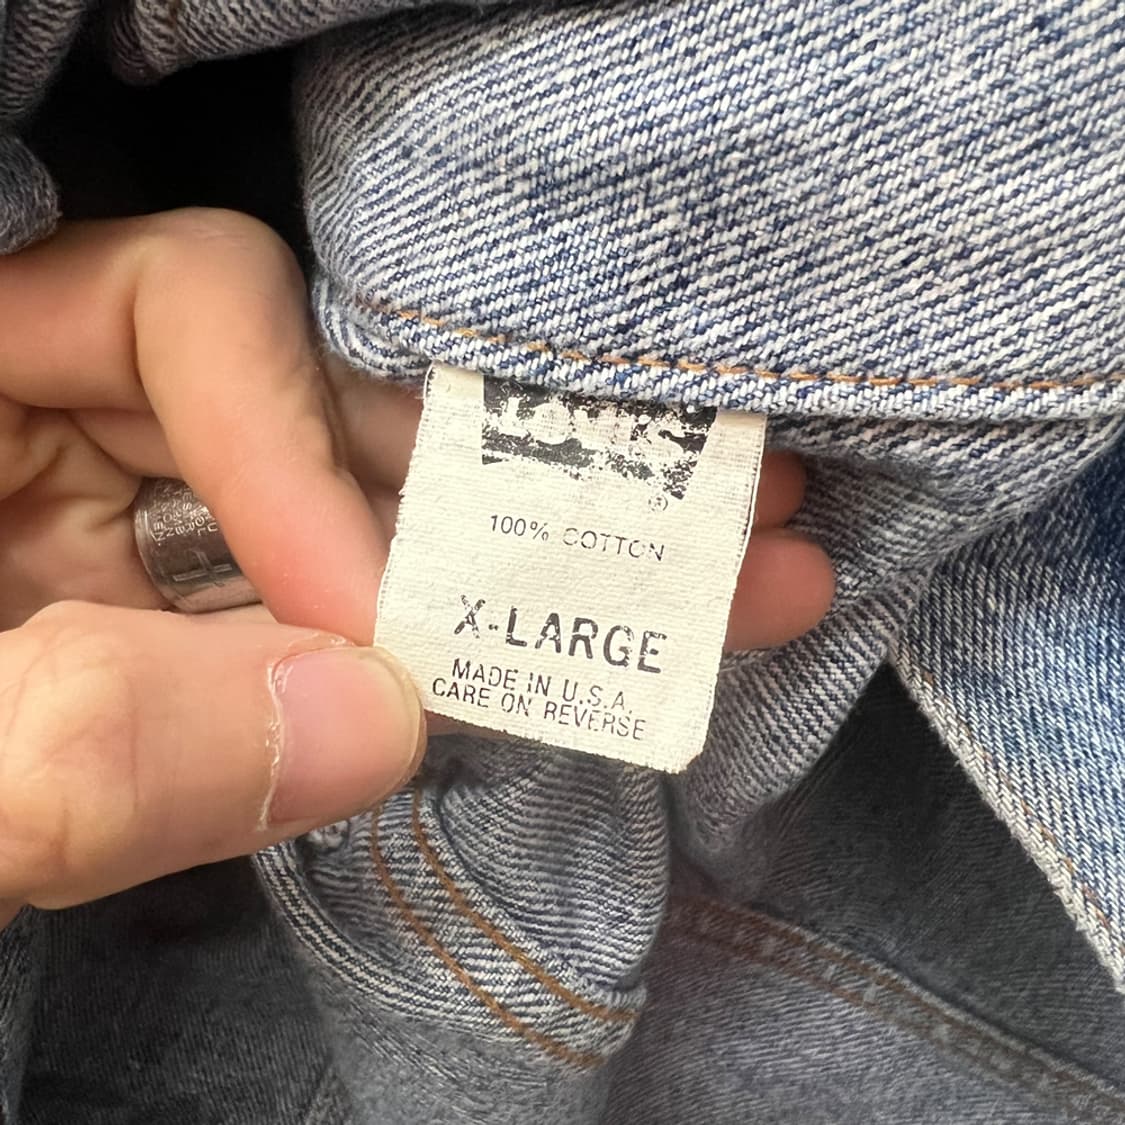 Levi's
®
100% COTTON
X-LARGE
MADE IN U.S.A.
CARE ON REVERSE